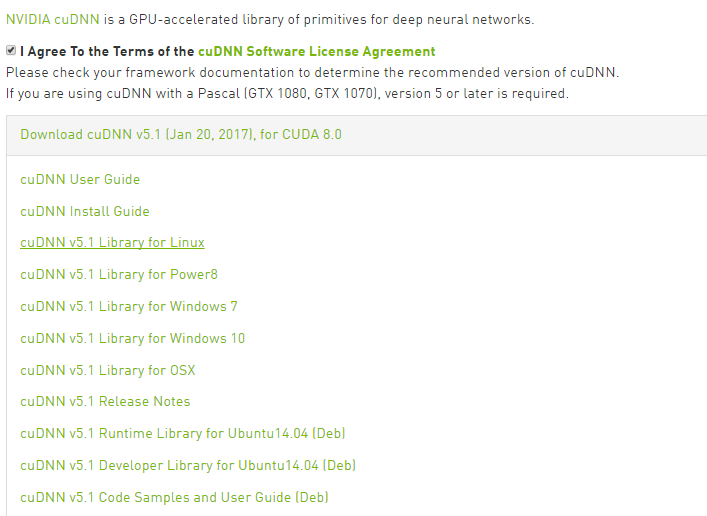 NVIDIA cuDNN is a GPU-accelerated library of primitives for deep neural networks.
I Agree To the Terms of the cuDNN Software License Agreement
Please check your framework documentation to determine the recommended version of cuDNN.
If you are using cuDNN with a Pascal (GTX 1080, GTX 1070), version 5 or later is required.
Download cuDNN v5.1 (Jan 20, 2017), for CUDA 8.0
cuDNN User Guide
cuDNN Install Guide
cuDNN v5.1 Library for Linux
cuDNN v5.1 Library for Power8
cuDNN v5.1 Library for Windows 7
cuDNN v5.1 Library for Windows 10
cuDNN v5.1 Library for OSX
cuDNN v5.1 Release Notes
cuDNN v5.1 Runtime Library for Ubuntu14.04 (Deb)
cuDNN v5.1 Developer Library for Ubuntu14.04 (Deb)
cuDNN v5.1 Code Samples and User Guide (Deb)